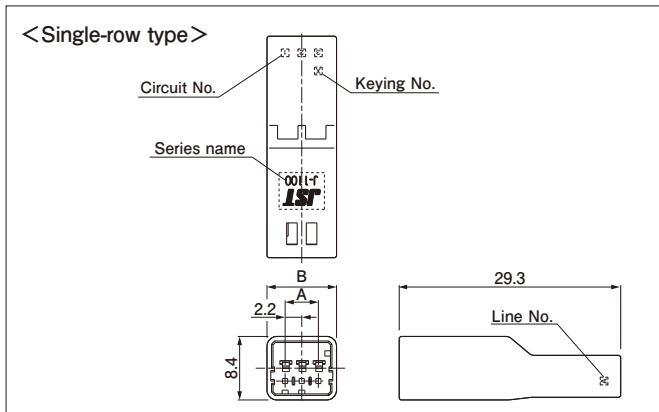 <Single-row type>
Circuit No.
Keying No.
Series name
J-1100
JST
B
A
2.2
8.4
29.3
Line No.